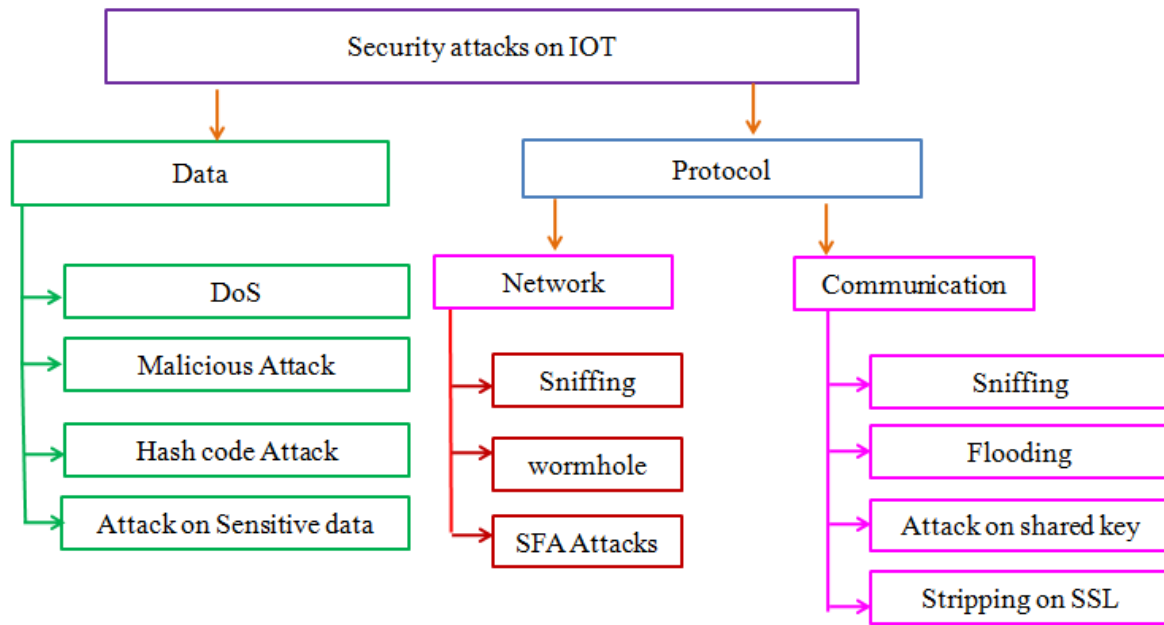 Security attacks on IOT
Data
Protocol
Network
Communication
DoS
Malicious Attack
Hash code Attack
Attack on Sensitive data
Sniffing
wormhole
SFA Attacks
Sniffing
Flooding
Attack on shared key
Stripping on SSL